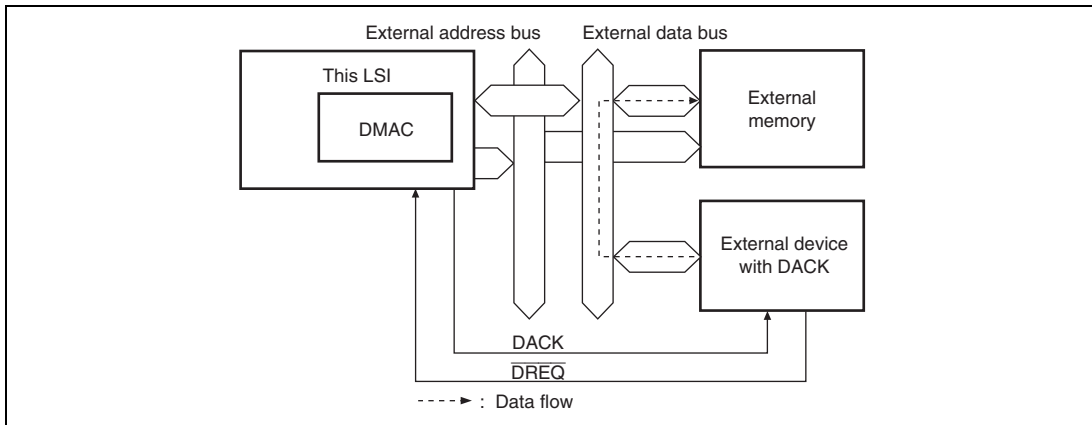 External address bus
External data bus
This LSI
DMAC
External
memory
External device
with DACK
DACK
DREQ
: Data flow